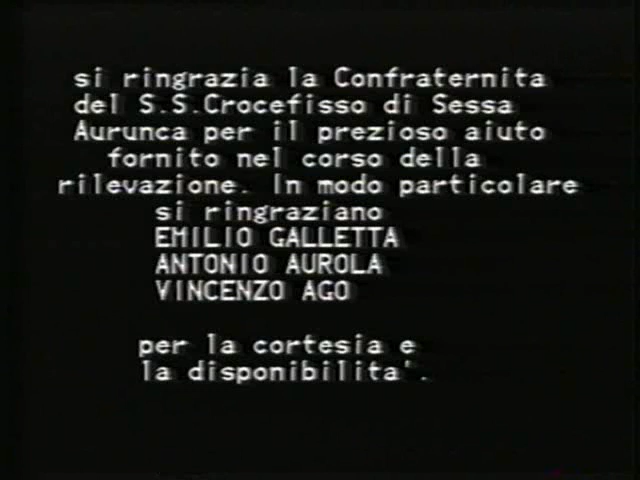 si ringrazia la Confraternita
del S.S.Crocefisso di Sessa
Aurunca per il prezioso aiuto
fornito nel corso della
rilevazione. In modo particolare
si ringraziano
EMILIO GALLETTA
ANTONIO AUROLA
VINCENZO AGO
per la cortesia e
la disponibilita'.